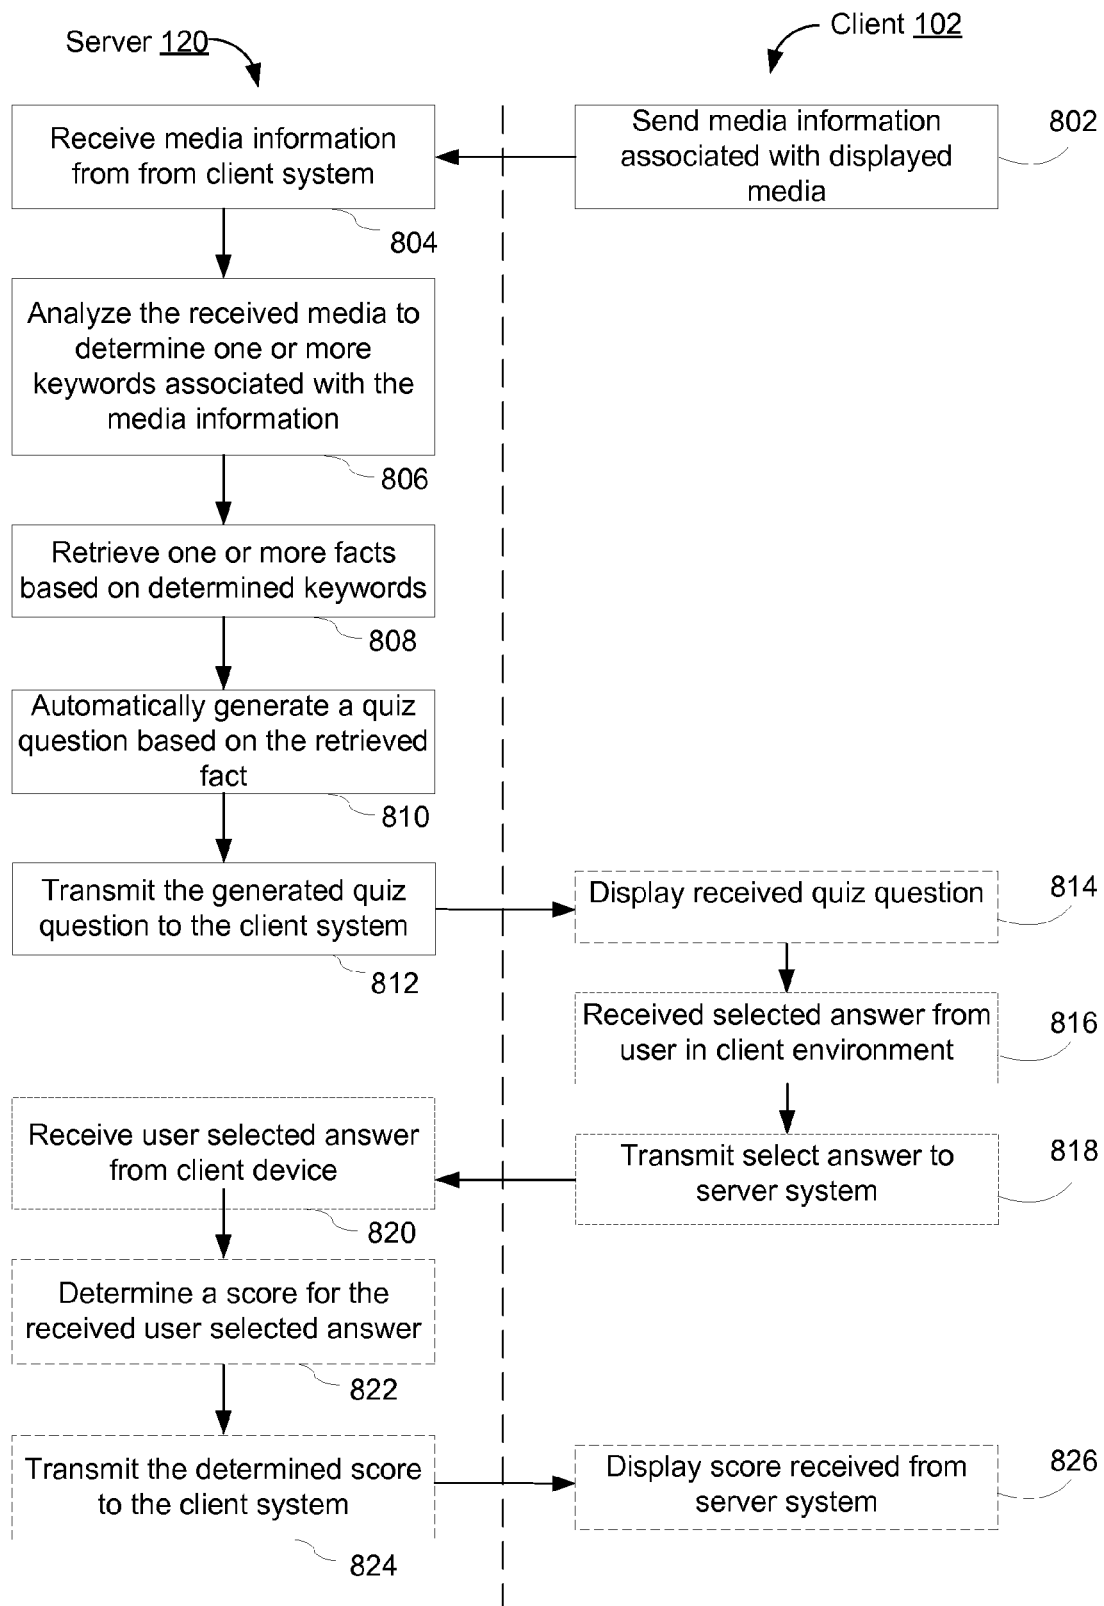 Server 120
Client 102
Send media information
associated with displayed
media
802
Receive media information
from from client system
804
Analyze the received media to
determine one or more
keywords associated with the
media information
806
Retrieve one or more facts
based on determined keywords
808
Automatically generate a quiz
question based on the retrieved
fact
810
Transmit the generated quiz
question to the client system
812
Display received quiz question
814
Received selected answer from
user in client environment
816
Transmit select answer to
server system
818
Receive user selected answer
from client device
820
Determine a score for the
received user selected answer
822
Transmit the determined score
to the client system
824
Display score received from
server system
826